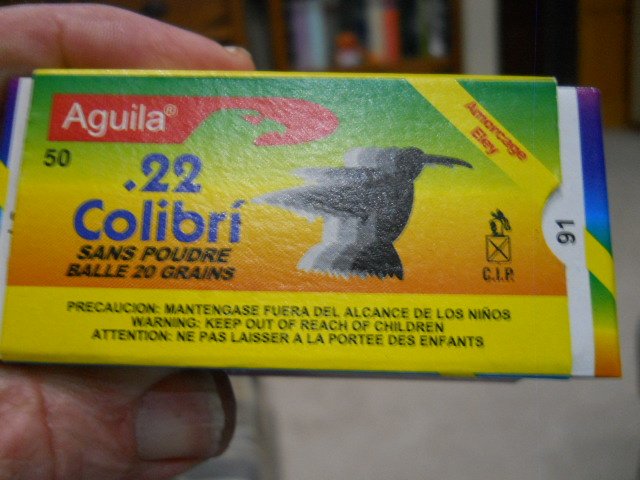 Aguila®
Amorcage
Eley
50
.22
Colibrí
SANS POUDRE
BALLE 20 GRAINS
C.I.P.
91
PRECAUCION: MANTENGASE FUERA DEL ALCANCE DE LOS NIÑOS
WARNING: KEEP OUT OF REACH OF CHILDREN
ATTENTION: NE PAS LAISSER A LA PORTEE DES ENFANTS